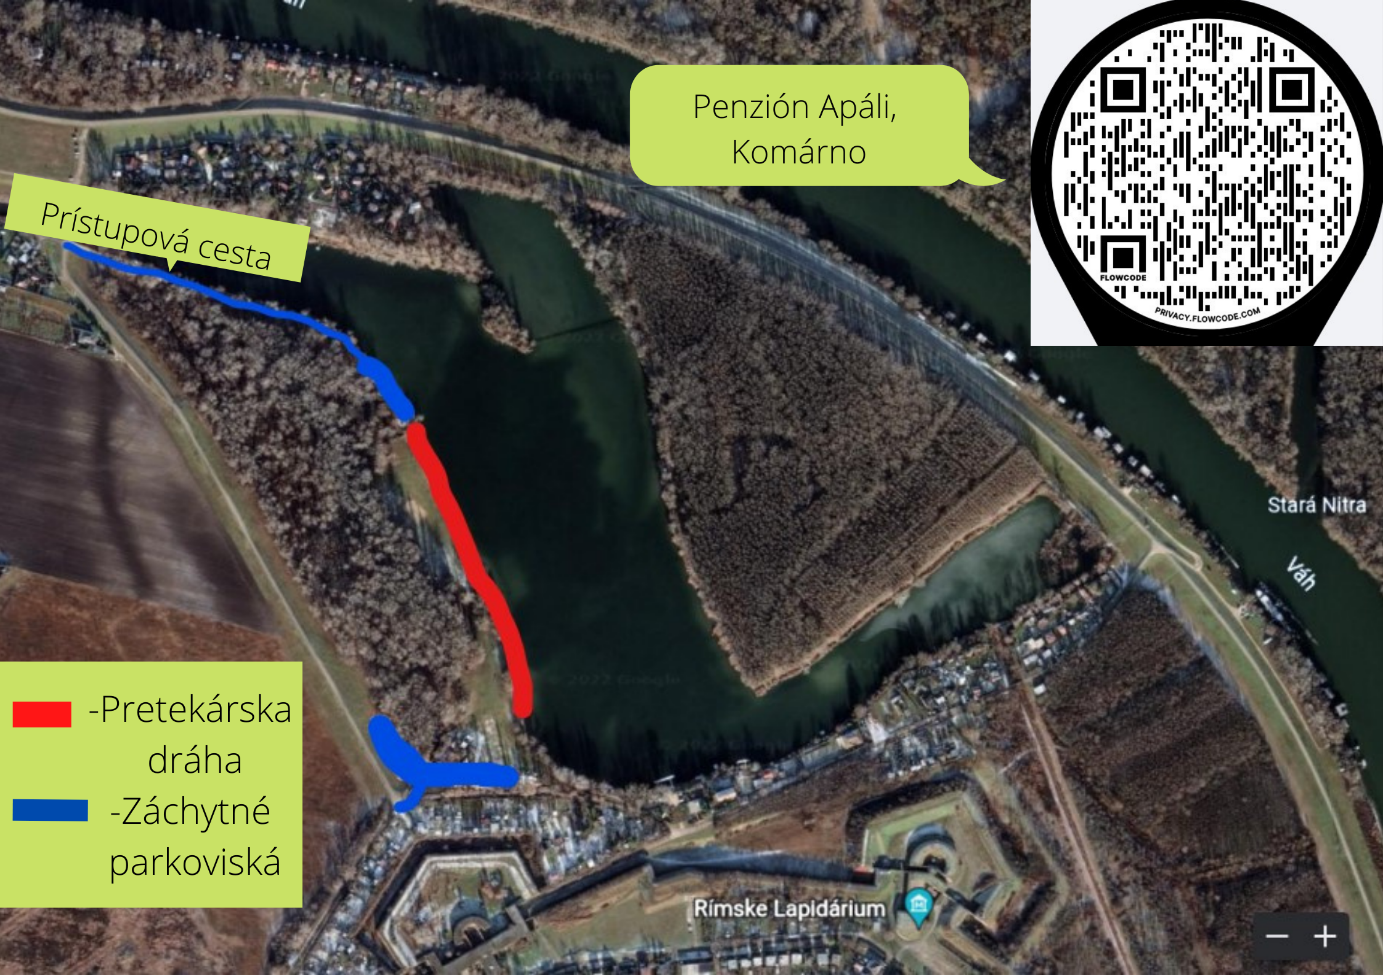 Penzión Apáli,
Komárno
FLOWCODE
PRIVACY.FLOWCODE.COM
Prístupová cesta
Stará Nitra
Váh
-Pretekárska
dráha
-Záchytné
parkoviská
Rímske Lapidárium